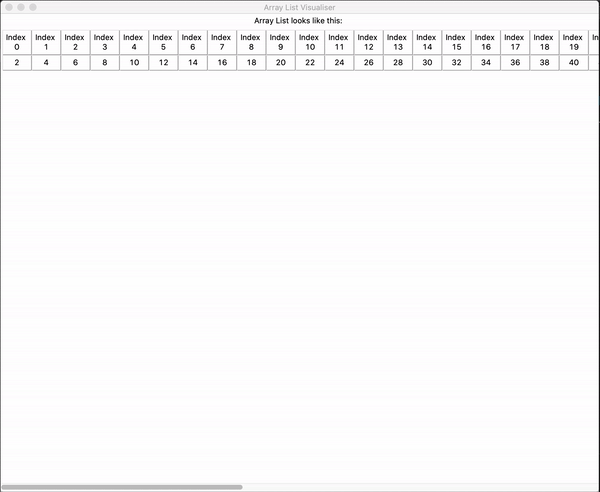 Array List Visualiser
Array List looks like this:
Index Index Index Index Index Index Index Index Index Index Index Index Index Index Index Index Index Index Index Index In
0 1 2 3 4 5 6 7 8 9 10 11 12 13 14 15 16 17 18 19
2 4 6 8 10 12 14 16 18 20 22 24 26 28 30 32 34 36 38 40